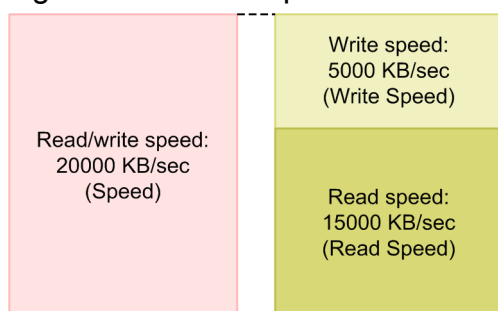 Read/write speed:
20000 KB/sec
(Speed)
Write speed:
5000 KB/sec
(Write Speed)
Read speed:
15000 KB/sec
(Read Speed)